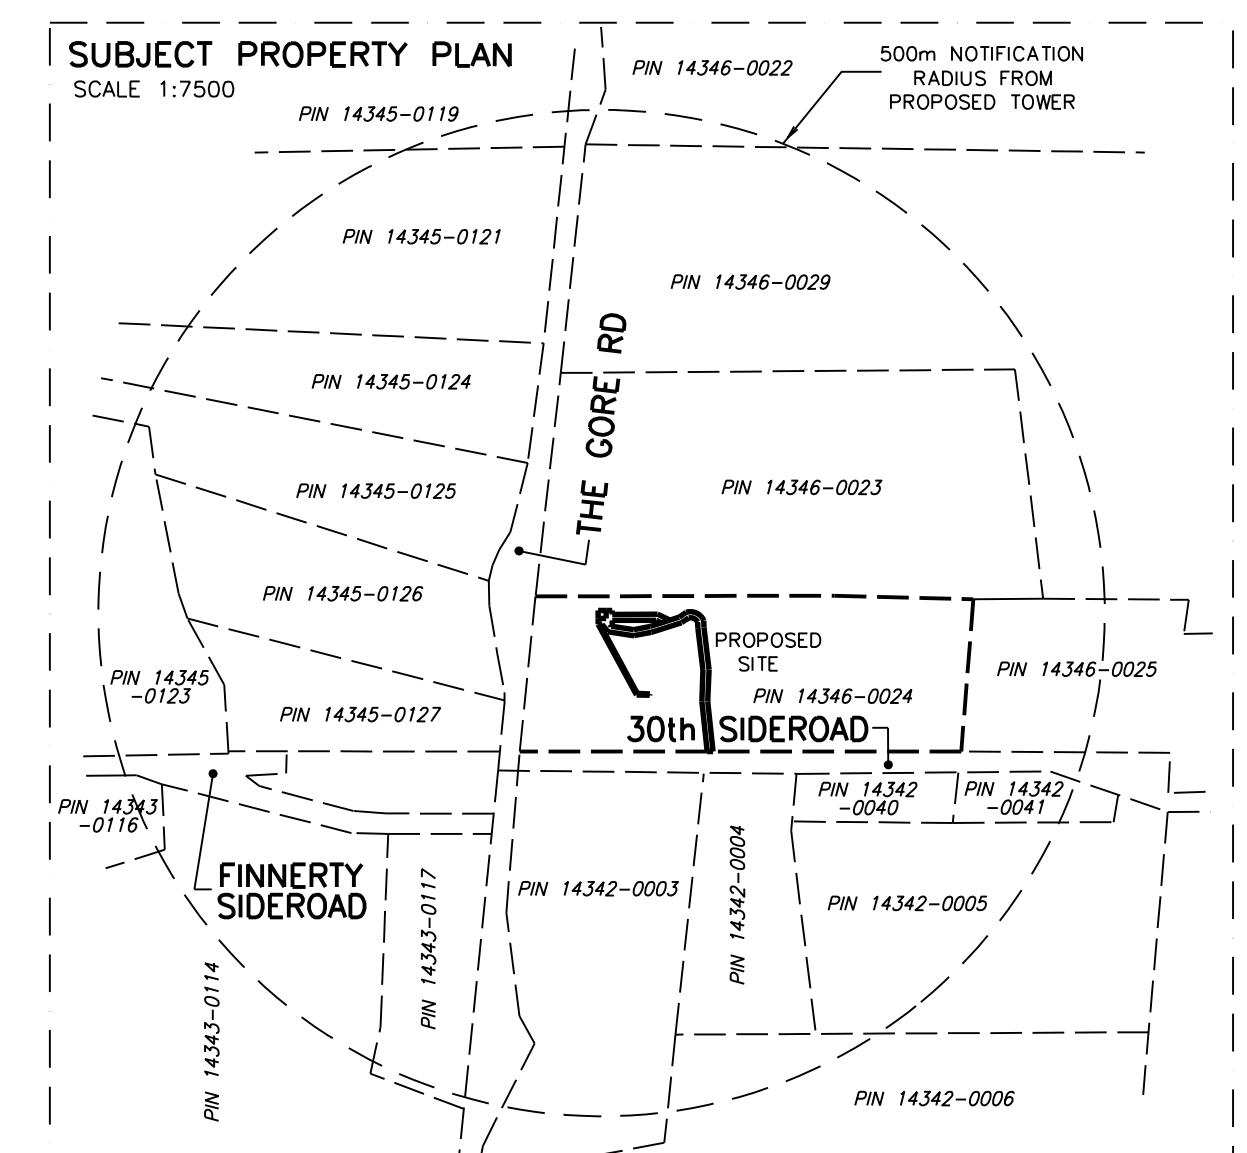 SUBJECT PROPERTY PLAN
SCALE 1:7500
PIN 14346-0022
500m NOTIFICATION
RADIUS FROM
PROPOSED TOWER
PIN 14345-0119
PIN 14345-0121
PIN 14346-0029
THE GORE RD
PIN 14345-0124
PIN 14345-0125
PIN 14346-0023
PIN 14345-0126
PROPOSED
SITE
PIN 14346-0024
PIN 14346-0025
PIN 14345
-0123
PIN 14345-0127
30th SIDEROAD
PIN 14343
-0116
PIN 14342
-0040
PIN 14342
-0041
FINNERTY
SIDEROAD
PIN 14343-0117
PIN 14342-0003
PIN 14342-0004
PIN 14342-0005
PIN 14343-0114
PIN 14342-0006